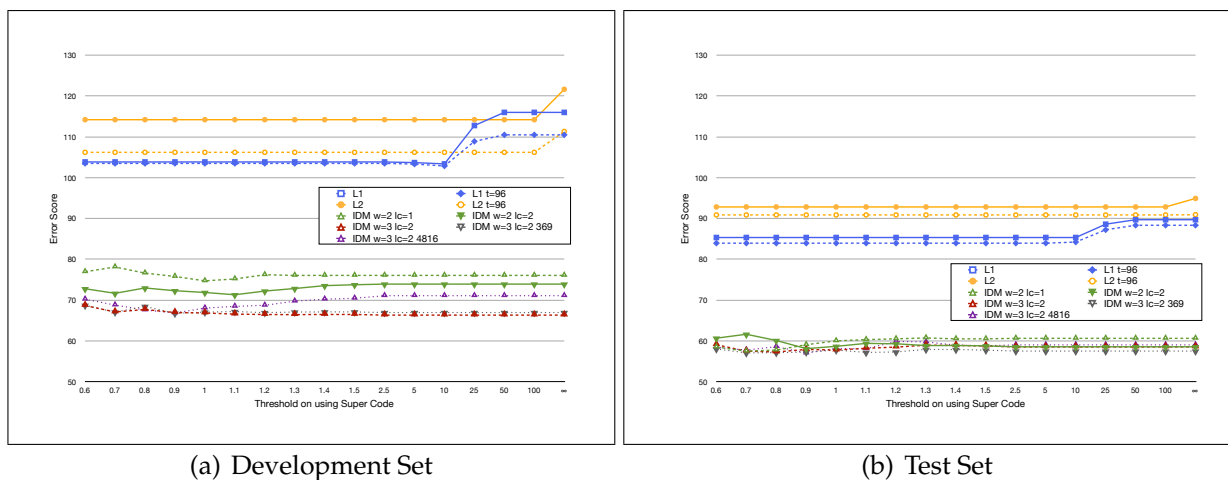 130
120
110
100
90
80
70
60
50
Error Score
L1
L1 t=96
L2
L2 t=96
IDM w=2 lc=1
IDM w=2 lc=2
IDM w=3 lc=2
IDM w=3 lc=2 369
IDM w=3 lc=2 4816
0.6 0.7 0.8 0.9 1 1.1 1.2 1.3 1.4 1.5 2.5 5 10 25 50 100 ∞
Threshold on using Super Code
(a) Development Set
130
120
110
100
90
80
70
60
50
Error Score
L1
L1 t=96
L2
L2 t=96
IDM w=2 lc=1
IDM w=2 lc=2
IDM w=3 lc=2
IDM w=3 lc=2 369
IDM w=3 lc=2 4816
0.6 0.7 0.8 0.9 1 1.1 1.2 1.3 1.4 1.5 2.5 5 10 25 50 100 ∞
Threshold on using Super Code
(b) Test Set